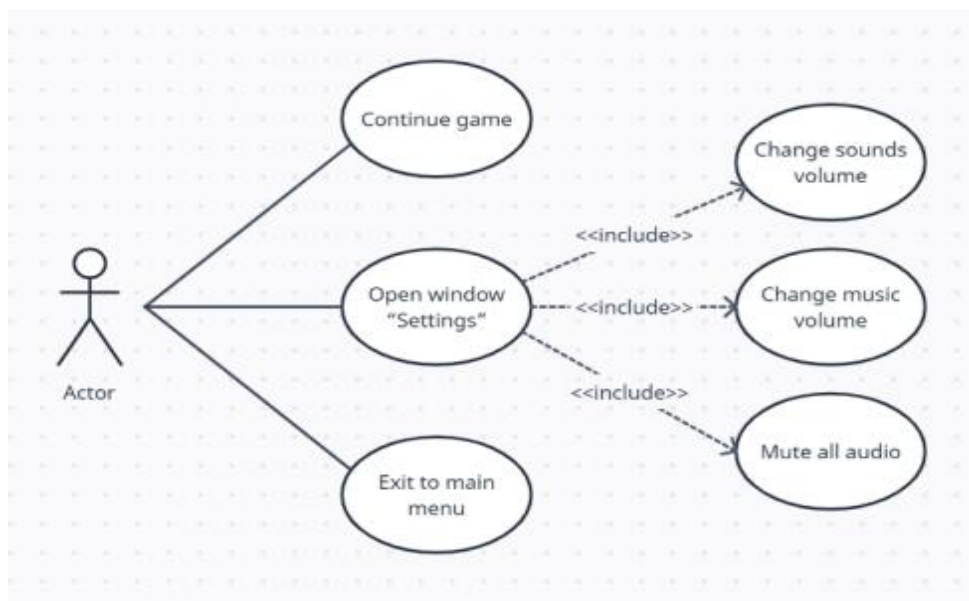 Continue game
Change sounds
volume
<<include>>
Open window
“Settings”
<<include>>
Change music
volume
Actor
<<include>>
Mute all audio
Exit to main
menu